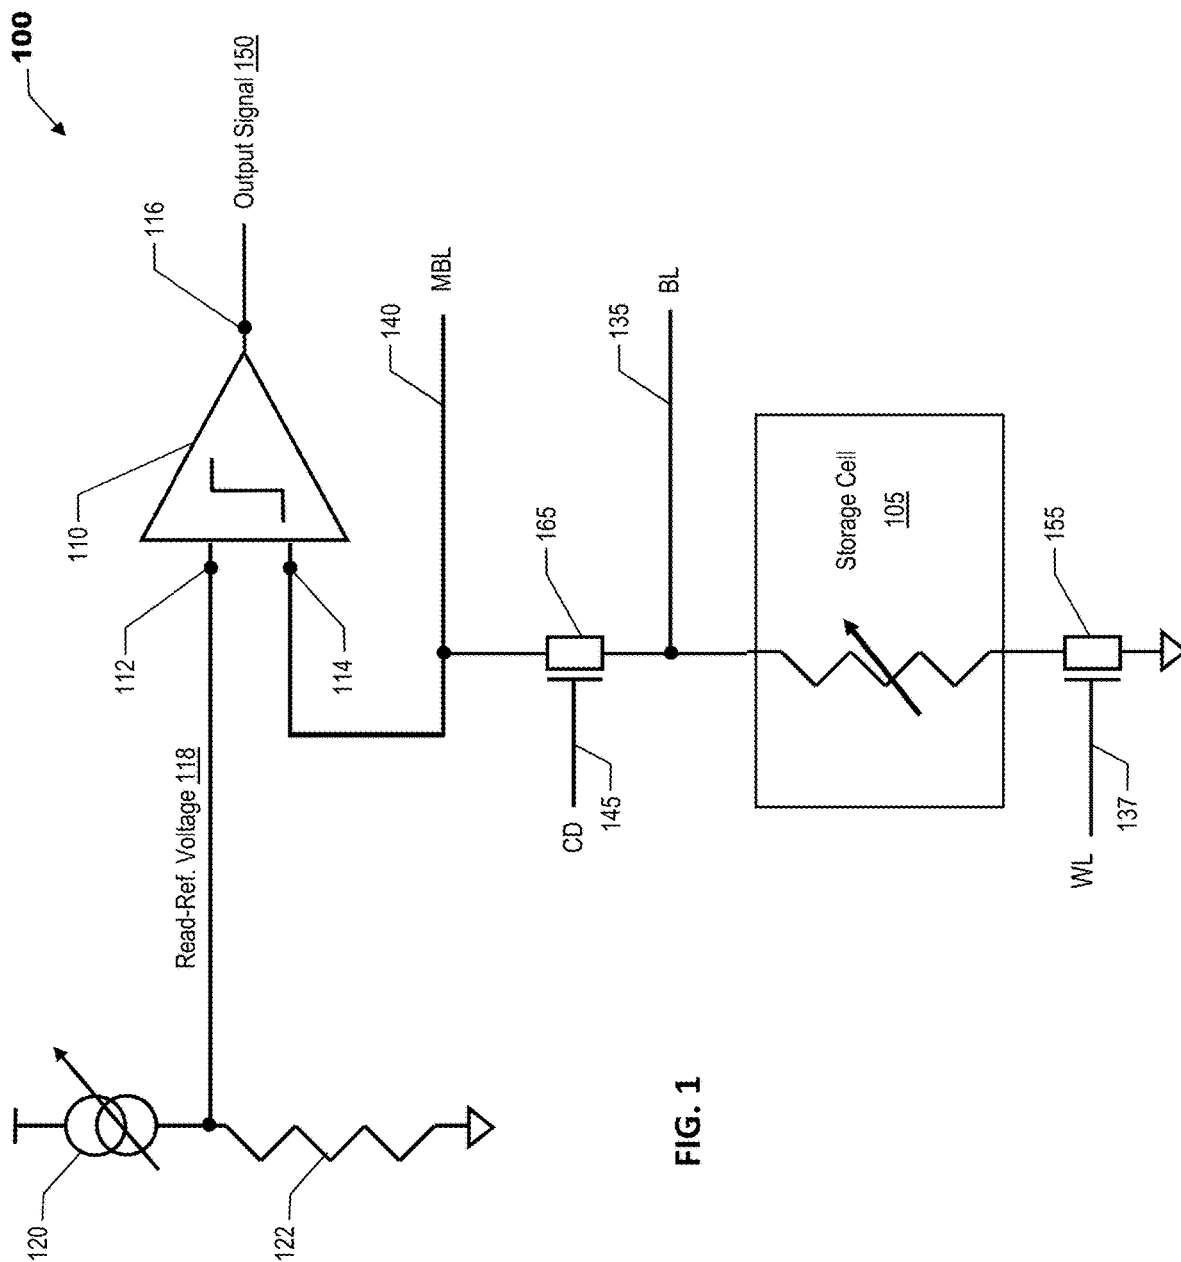 100
Output Signal 150
116
110
112
114
Read-Ref. Voltage 118
120
122
140
MBL
165
CD
145
135
BL
Storage Cell
105
155
WL
137
FIG. 1